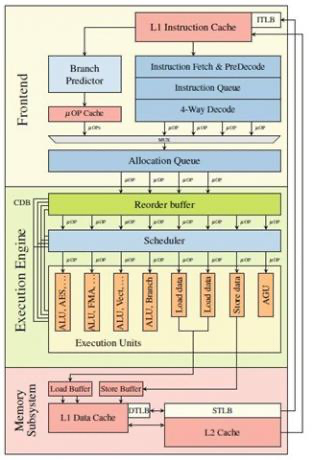 L1 Instruction Cache
ITLB
Frontend
Branch
Predictor
Instruction Fetch & PreDecode
Instruction Queue
μOP Cache
4-Way Decode
μOPs
μOP
μOP
μOP
μOP
MUX
Allocation Queue
μOP
μOP
μOP
μOP
Execution Engine
CDB
Reorder buffer
μOP
μOP
μOP
μOP
μOP
μOP
μOP
μOP
Scheduler
μOP
μOP
μOP
μOP
μOP
μOP
μOP
μOP
ALU, AES, ...
ALU, FMA, ...
ALU, Vect, ...
ALU, Branch
Load data
Load data
Store data
AGU
Execution Units
Memory
Subsystem
Load Buffer
Store Buffer
L1 Data Cache
DTLB
STLB
L2 Cache